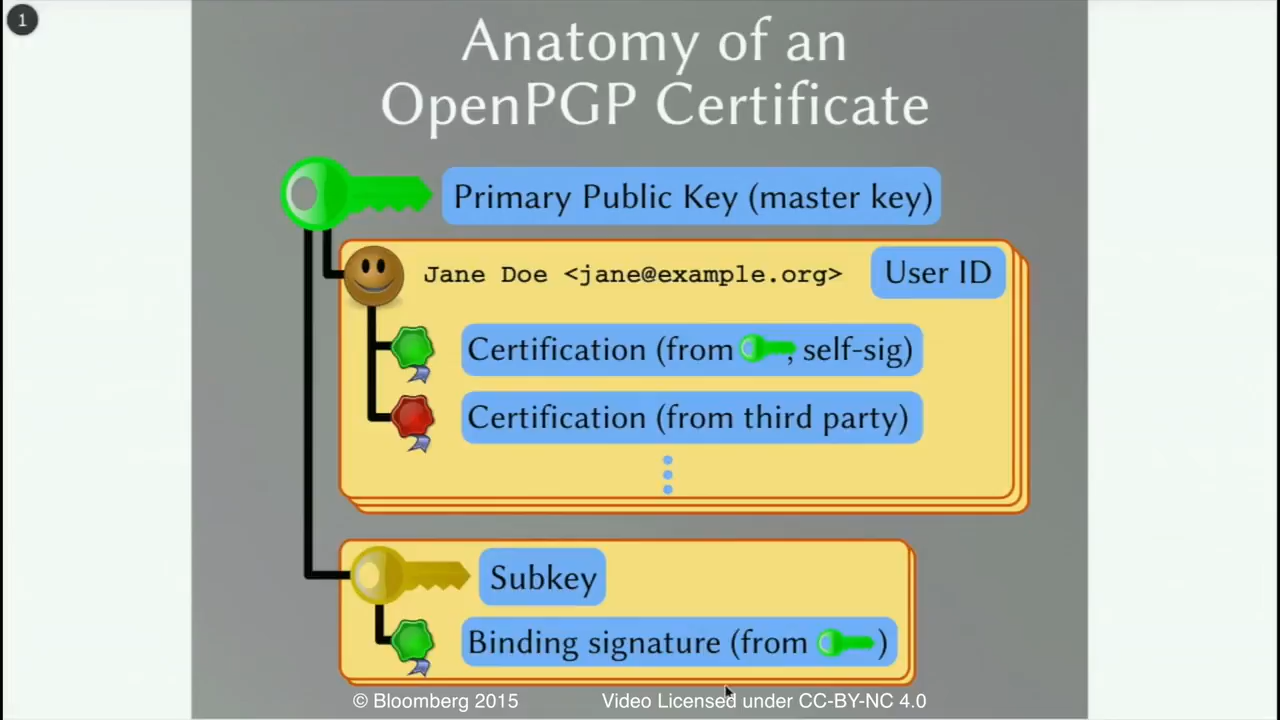 1
Anatomy of an
OpenPGP Certificate
Primary Public Key (master key)
Jane Doe <jane@example.org>
User ID
Certification (from , self-sig)
Certification (from third party)
Subkey
Binding signature (from )
© Bloomberg 2015
Video Licensed under CC-BY-NC 4.0